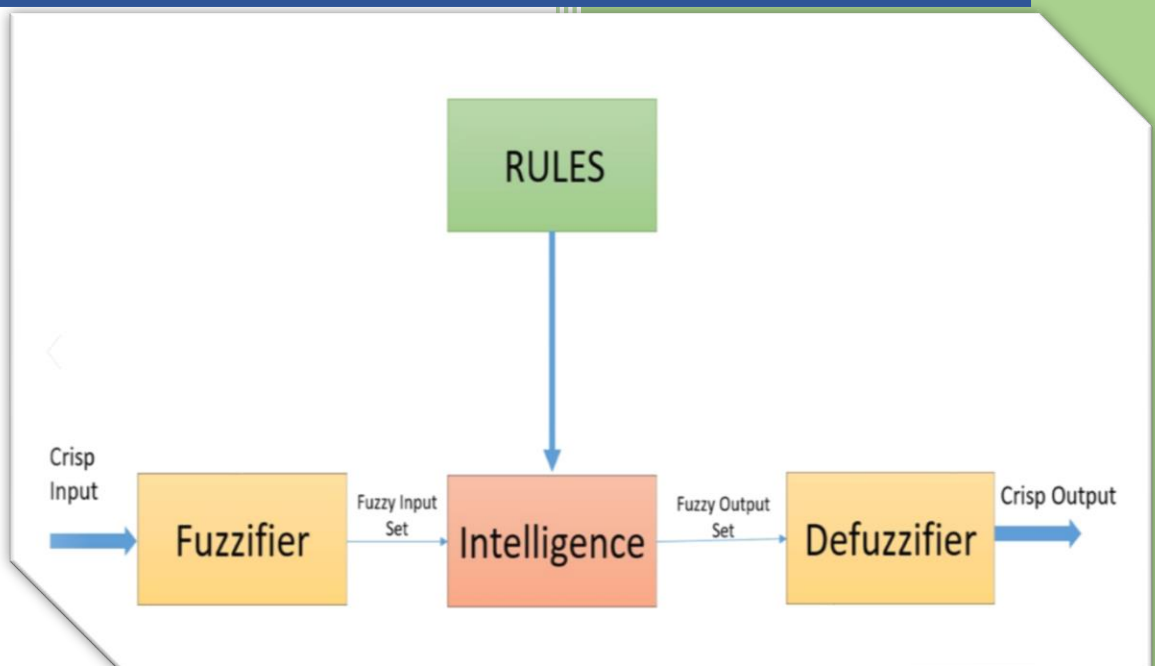 RULES
Crisp
Input
Fuzzifier
Fuzzy Input
Set
Intelligence
Fuzzy Output
Set
Defuzzifier
Crisp Output